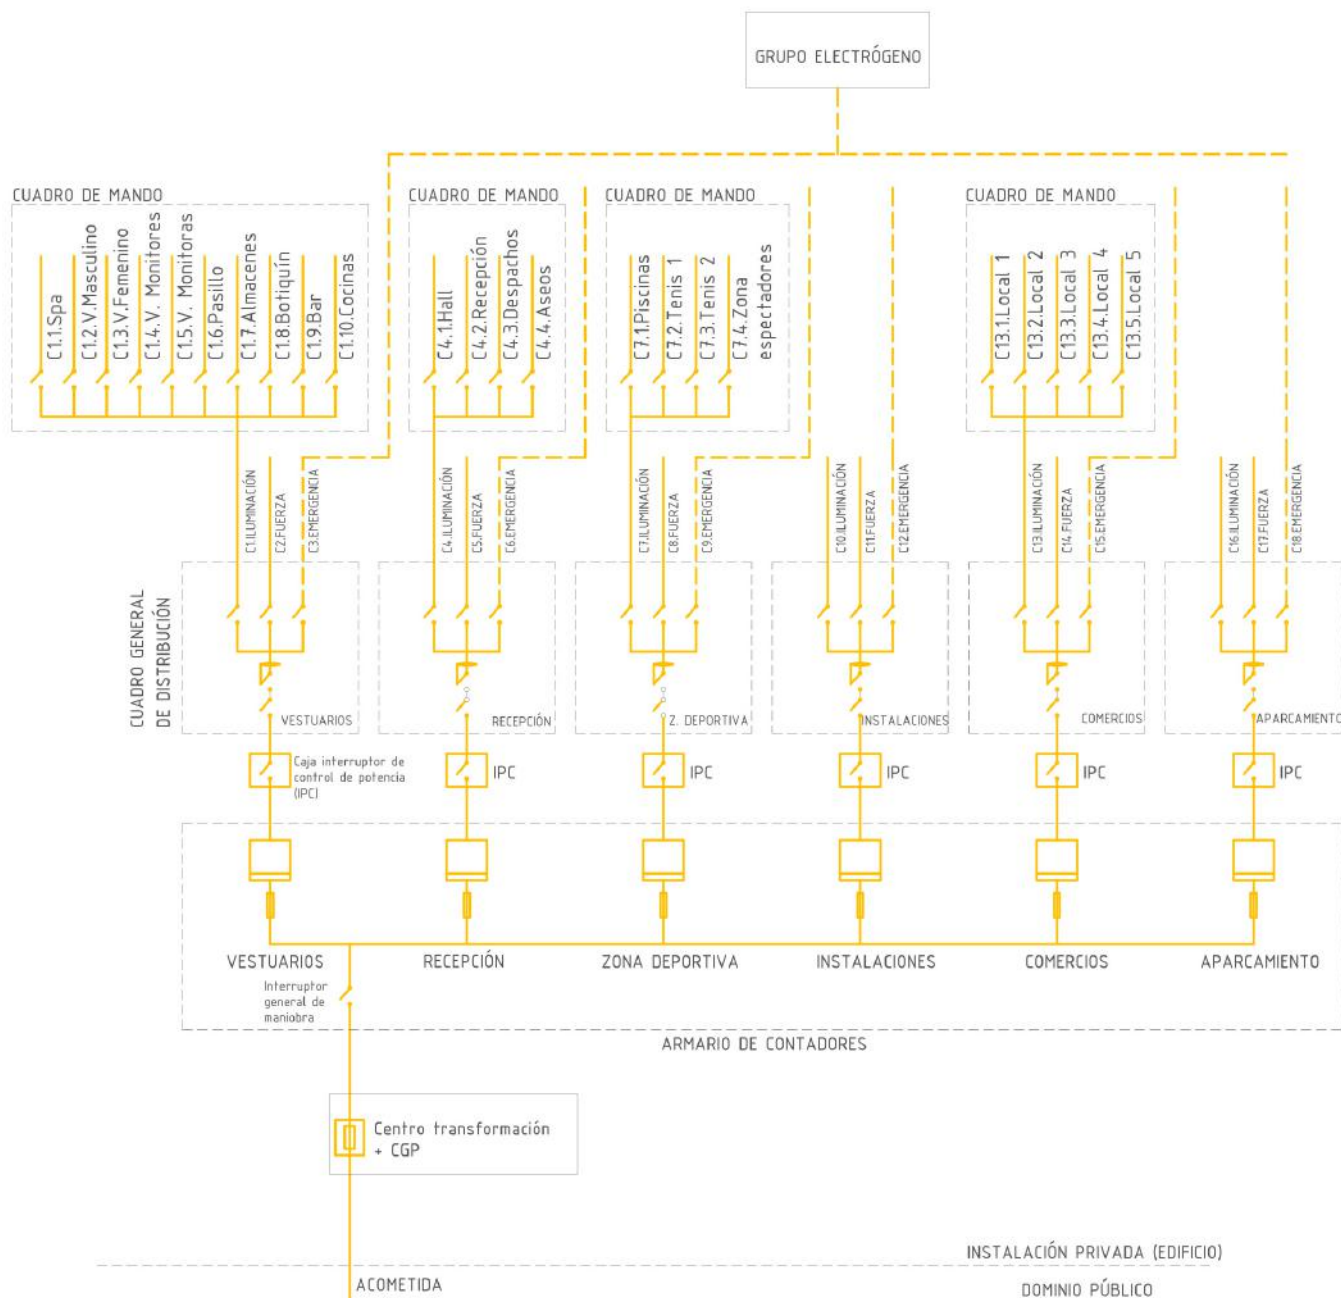 GRUPO ELECTRÓGENO
CUADRO DE MANDO
C1.1.Spa
C1.2.V.Masculino
C1.3.V.Femenino
C1.4.V. Monitores
C1.5.V. Monitoras
C1.6.Pasillo
C1.7.Almacenes
C1.8.Botiquín
C1.9.Bar
C1.10.Cocinas
CUADRO DE MANDO
C4.1.Hall
C4.2.Recepción
C4.3.Despachos
C4.4.Aseos
CUADRO DE MANDO
C7.1.Piscinas
C7.2.Tenis 1
C7.3.Tenis 2
C7.4.Zona
espectadores
CUADRO DE MANDO
C13.1.Local 1
C13.2.Local 2
C13.3.Local 3
C13.4.Local 4
C13.5.Local 5
C1.ILUMINACIÓN
C2.FUERZA
C3.EMERGENCIA
C4.ILUMINACIÓN
C5.FUERZA
C6.EMERGENCIA
C7.ILUMINACIÓN
C8.FUERZA
C9.EMERGENCIA
C10.ILUMINACIÓN
C11.FUERZA
C12.EMERGENCIA
C13.ILUMINACIÓN
C14.FUERZA
C15.EMERGENCIA
C16.ILUMINACIÓN
C17.FUERZA
C18.EMERGENCIA
CUADRO GENERAL
DE DISTRIBUCIÓN
VESTUARIOS
RECEPCIÓN
Z. DEPORTIVA
INSTALACIONES
COMERCIOS
APARCAMIENTO
Caja interruptor de
control de potencia
(IPC)
IPC
IPC
IPC
IPC
IPC
VESTUARIOS
RECEPCIÓN
ZONA DEPORTIVA
INSTALACIONES
COMERCIOS
APARCAMIENTO
Interruptor
general de
maniobra
ARMARIO DE CONTADORES
Centro transformación
+ CGP
INSTALACIÓN PRIVADA (EDIFICIO)
ACOMETIDA
DOMINIO PÚBLICO